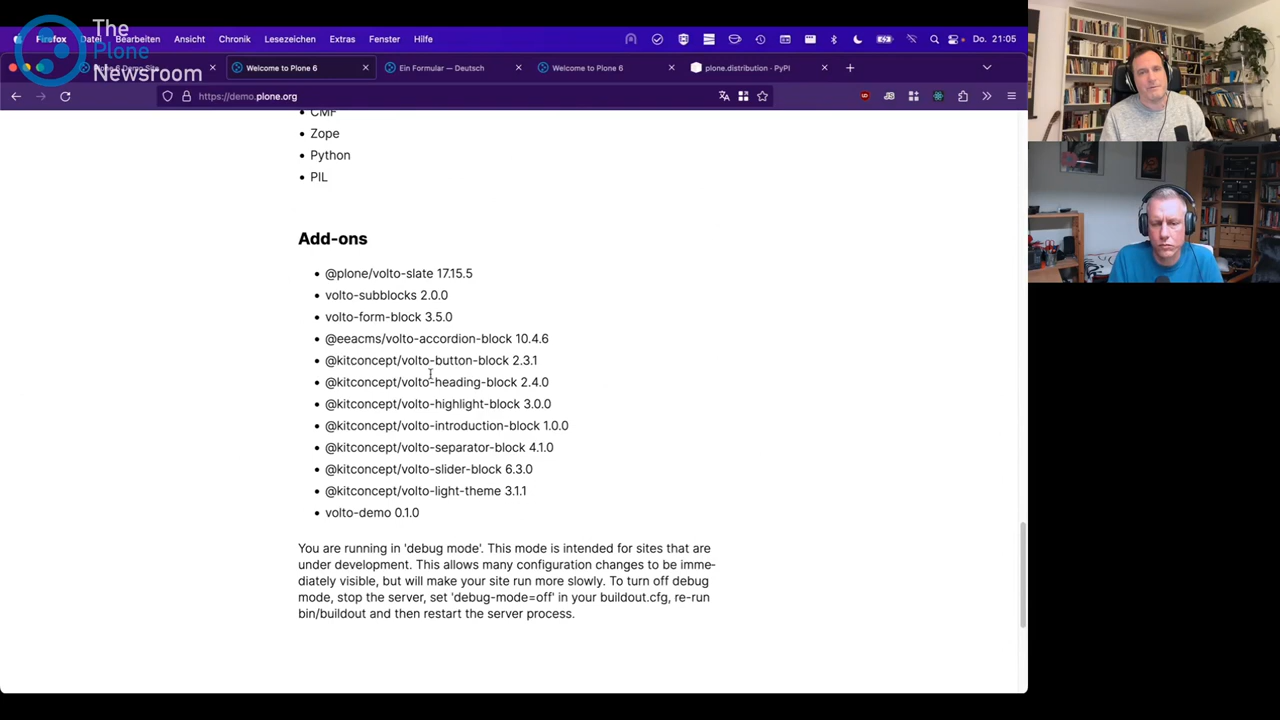 The
Plone
Newsroom
Firefox Datei Bearbeiten Ansicht Chronik Lesezeichen Extras Fenster Hilfe Do. 21:05
Welcome to Plone 6
Ein Formular — Deutsch
Welcome to Plone 6
plone.distribution · PyPI
https://demo.plone.org
CMF
Zope
Python
PIL
Add-ons
@plone/volto-slate 17.15.5
volto-subblocks 2.0.0
volto-form-block 3.5.0
@eeacms/volto-accordion-block 10.4.6
@kitconcept/volto-button-block 2.3.1
@kitconcept/volto-heading-block 2.4.0
@kitconcept/volto-highlight-block 3.0.0
@kitconcept/volto-introduction-block 1.0.0
@kitconcept/volto-separator-block 4.1.0
@kitconcept/volto-slider-block 6.3.0
@kitconcept/volto-light-theme 3.1.1
volto-demo 0.1.0
You are running in 'debug mode'. This mode is intended for sites that are
under development. This allows many configuration changes to be imme-
diately visible, but will make your site run more slowly. To turn off debug
mode, stop the server, set 'debug-mode=off' in your buildout.cfg, re-run
bin/buildout and then restart the server process.